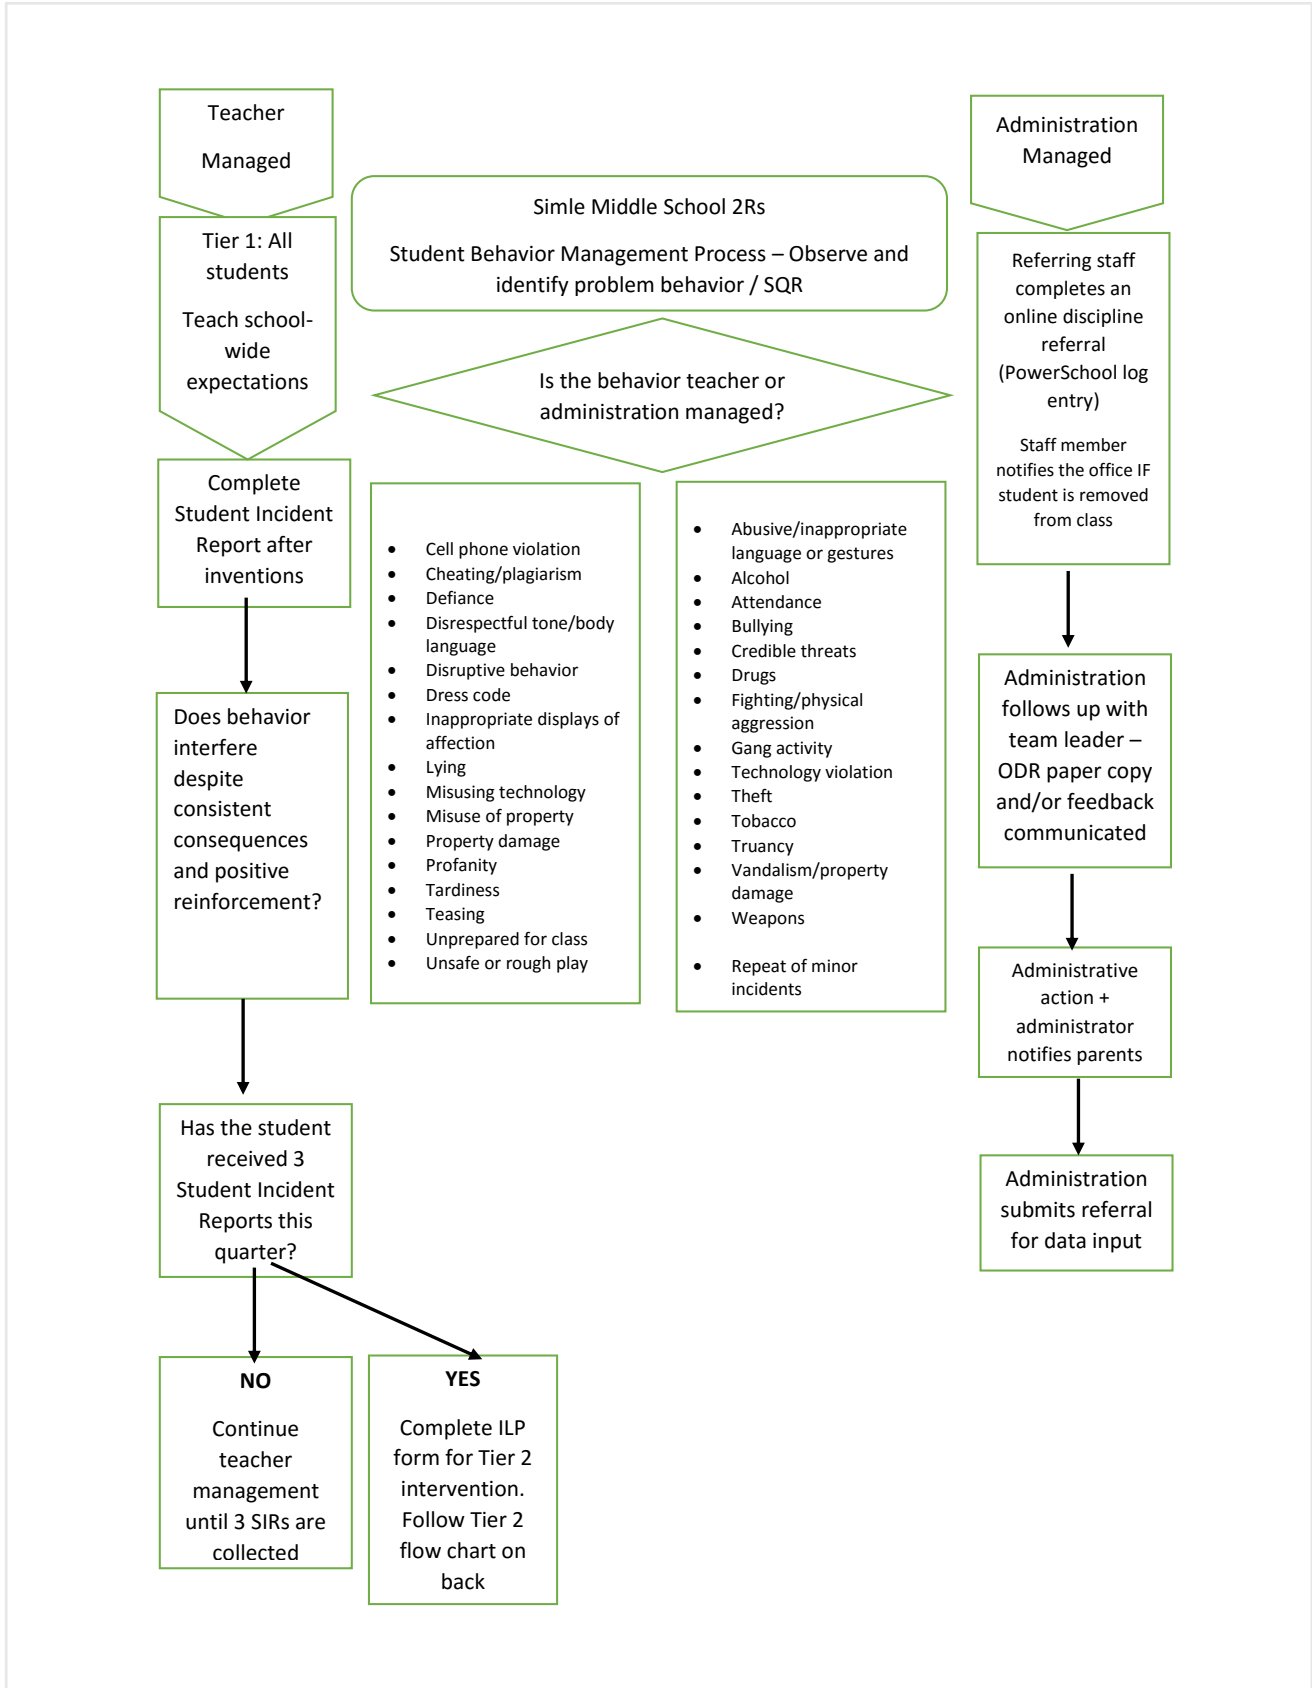 Teacher
Managed
Tier 1: All
students
Teach school-
wide
expectations
Complete
Student Incident
Report after
inventions
Does behavior
interfere
despite
consistent
consequences
and positive
reinforcement?
Has the student
received 3
Student Incident
Reports this
quarter?
NO
Continue
teacher
management
until 3 SIRs are
collected
YES
Complete ILP
form for Tier 2
intervention.
Follow Tier 2
flow chart on
back
Simle Middle School 2Rs
Student Behavior Management Process – Observe and
identify problem behavior / SQR
Is the behavior teacher or
administration managed?
• Cell phone violation
• Cheating/plagiarism
• Defiance
• Disrespectful tone/body
language
• Disruptive behavior
• Dress code
• Inappropriate displays of
affection
• Lying
• Misusing technology
• Misuse of property
• Property damage
• Profanity
• Tardiness
• Teasing
• Unprepared for class
• Unsafe or rough play
• Abusive/inappropriate
language or gestures
• Alcohol
• Attendance
• Bullying
• Credible threats
• Drugs
• Fighting/physical
aggression
• Gang activity
• Technology violation
• Theft
• Tobacco
• Truancy
• Vandalism/property
damage
• Weapons
• Repeat of minor
incidents
Administration
Managed
Referring staff
completes an
online discipline
referral
(PowerSchool log
entry)
Staff member
notifies the office IF
student is removed
from class
Administration
follows up with
team leader –
ODR paper copy
and/or feedback
communicated
Administrative
action +
administrator
notifies parents
Administration
submits referral
for data input